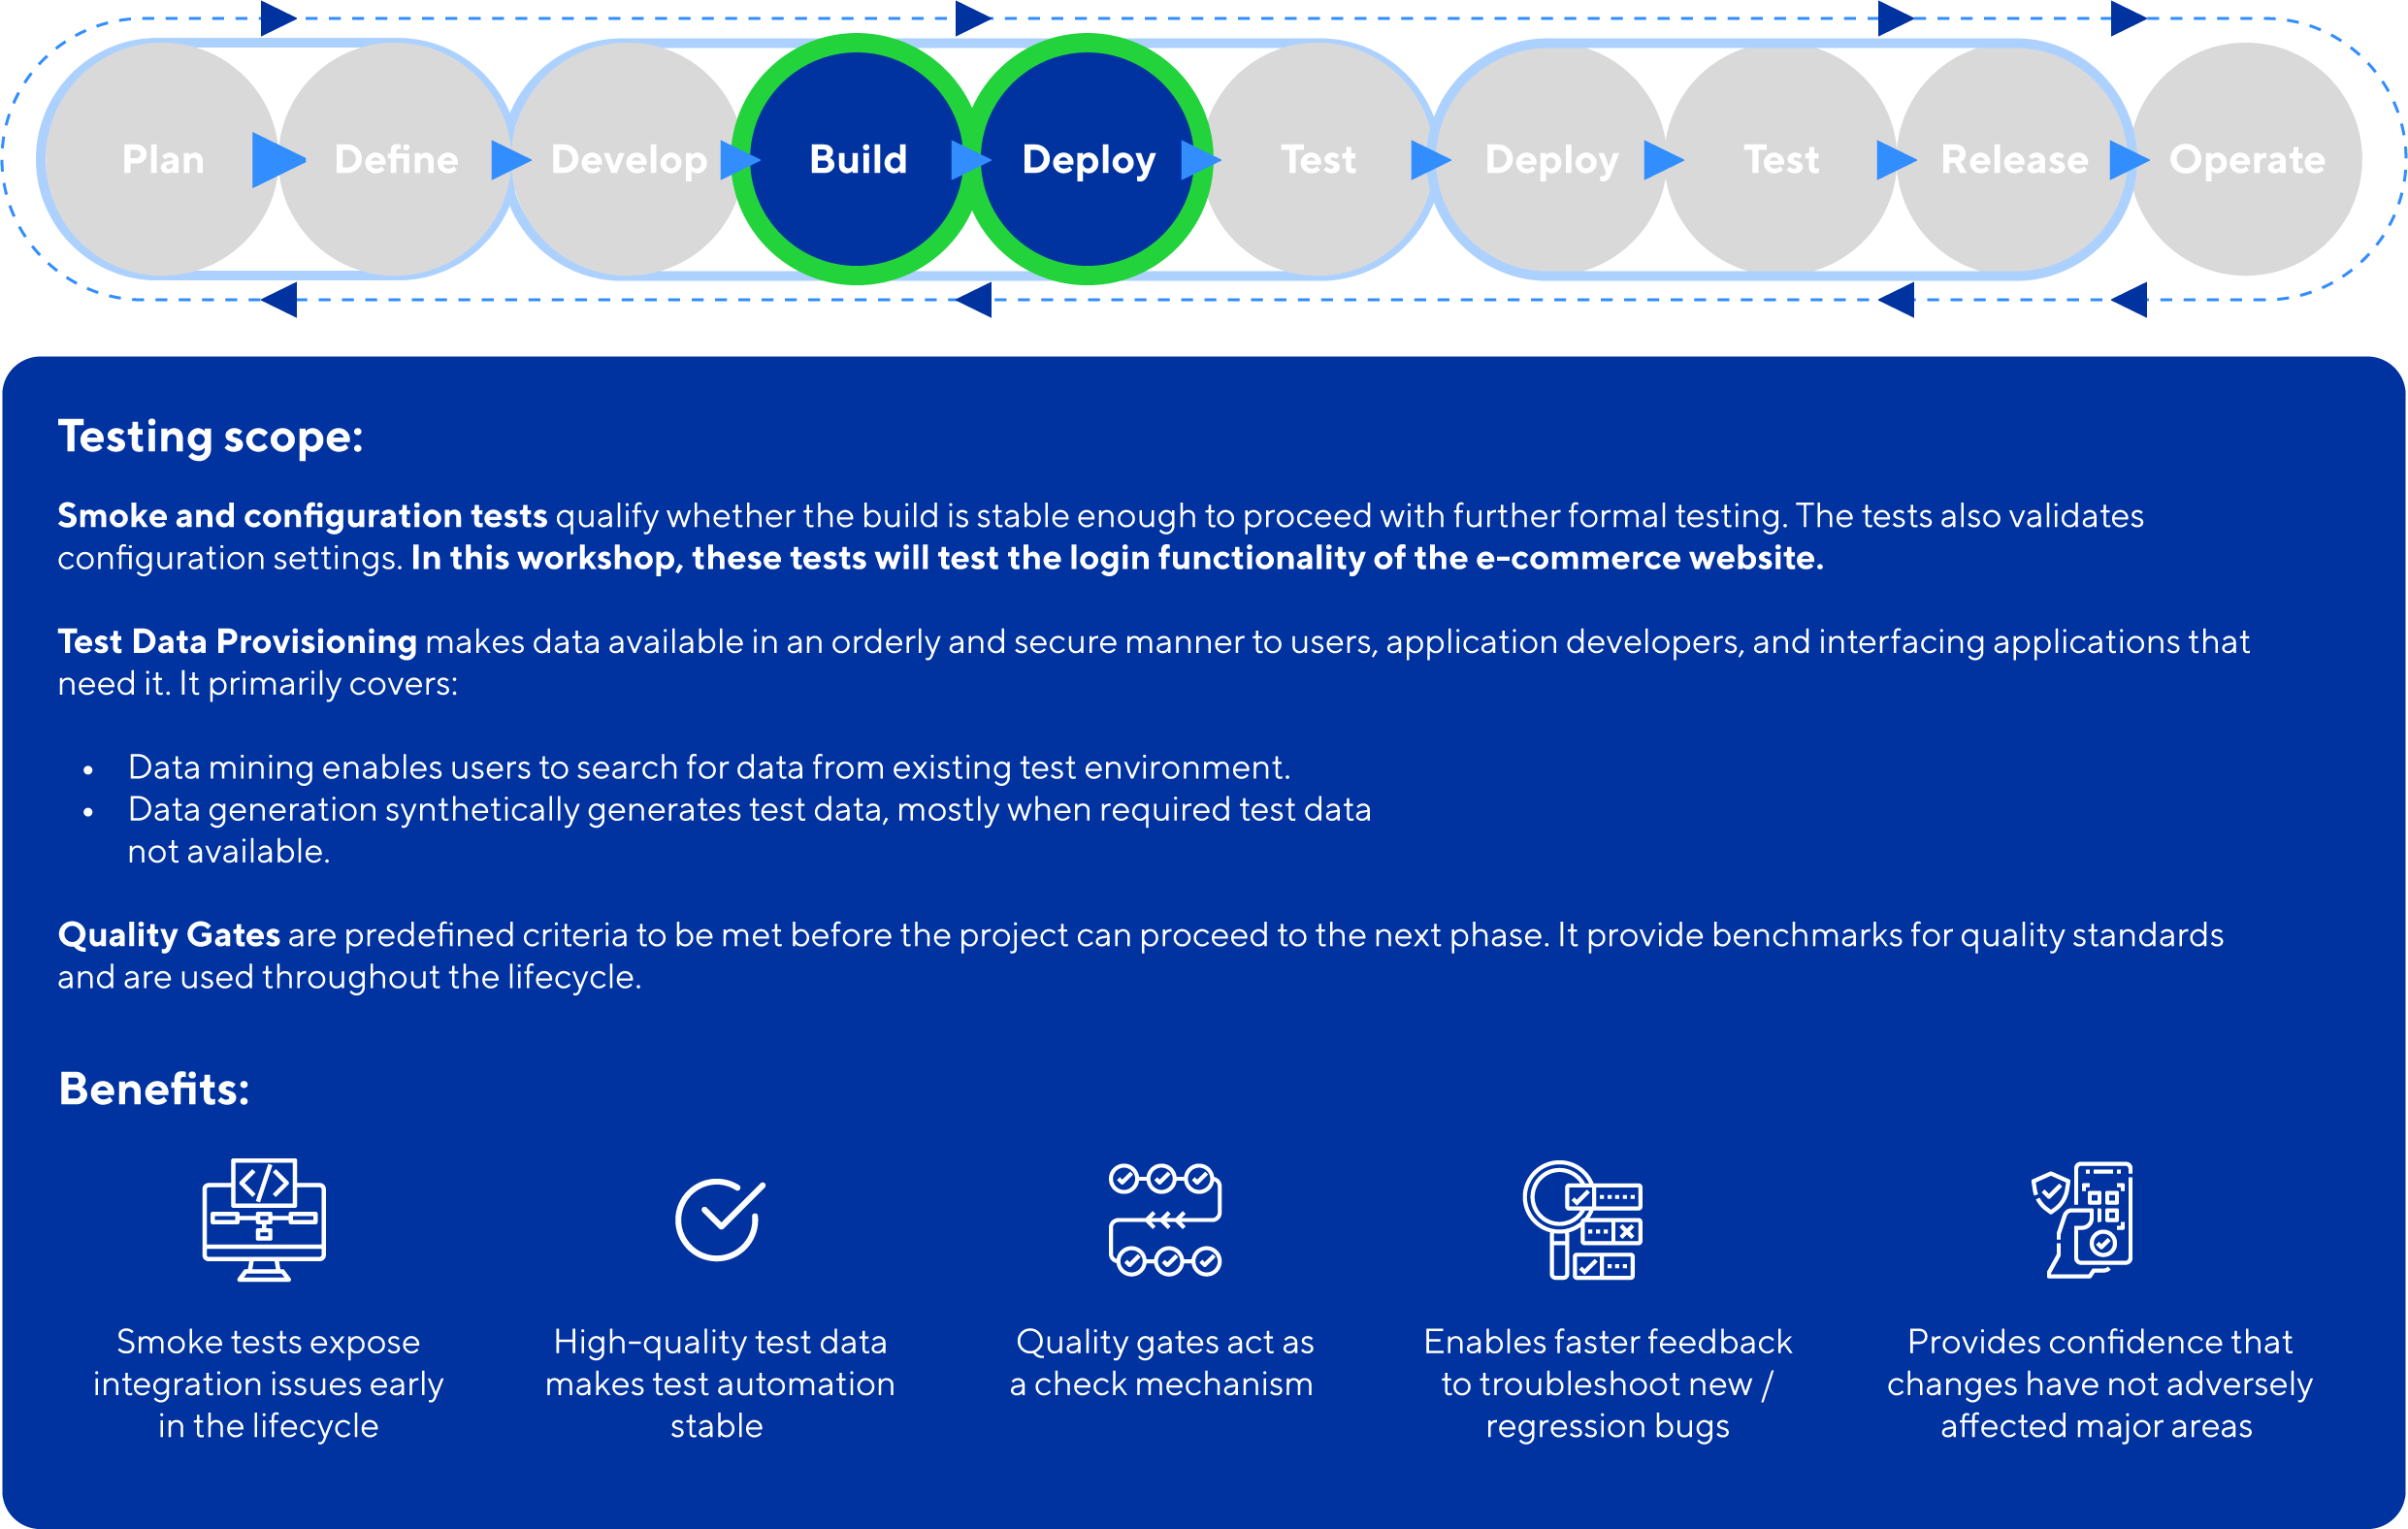 Plan
Define
Develop
Build
Deploy
Test
Deploy
Test
Release
Operate
Testing scope:
Smoke and configuration tests qualify whether the build is stable enough to proceed with further formal testing. The tests also validates
configuration settings. In this workshop, these tests will test the login functionality of the e-commerce website.
Test Data Provisioning makes data available in an orderly and secure manner to users, application developers, and interfacing applications that
need it. It primarily covers:
• Data mining enables users to search for data from existing test environment.
• Data generation synthetically generates test data, mostly when required test data
not available.
Quality Gates are predefined criteria to be met before the project can proceed to the next phase. It provide benchmarks for quality standards
and are used throughout the lifecycle.
Benefits:
Smoke tests expose
integration issues early
in the lifecycle
High-quality test data
makes test automation
stable
Quality gates act as
a check mechanism
Enables faster feedback
to troubleshoot new /
regression bugs
Provides confidence that
changes have not adversely
affected major areas